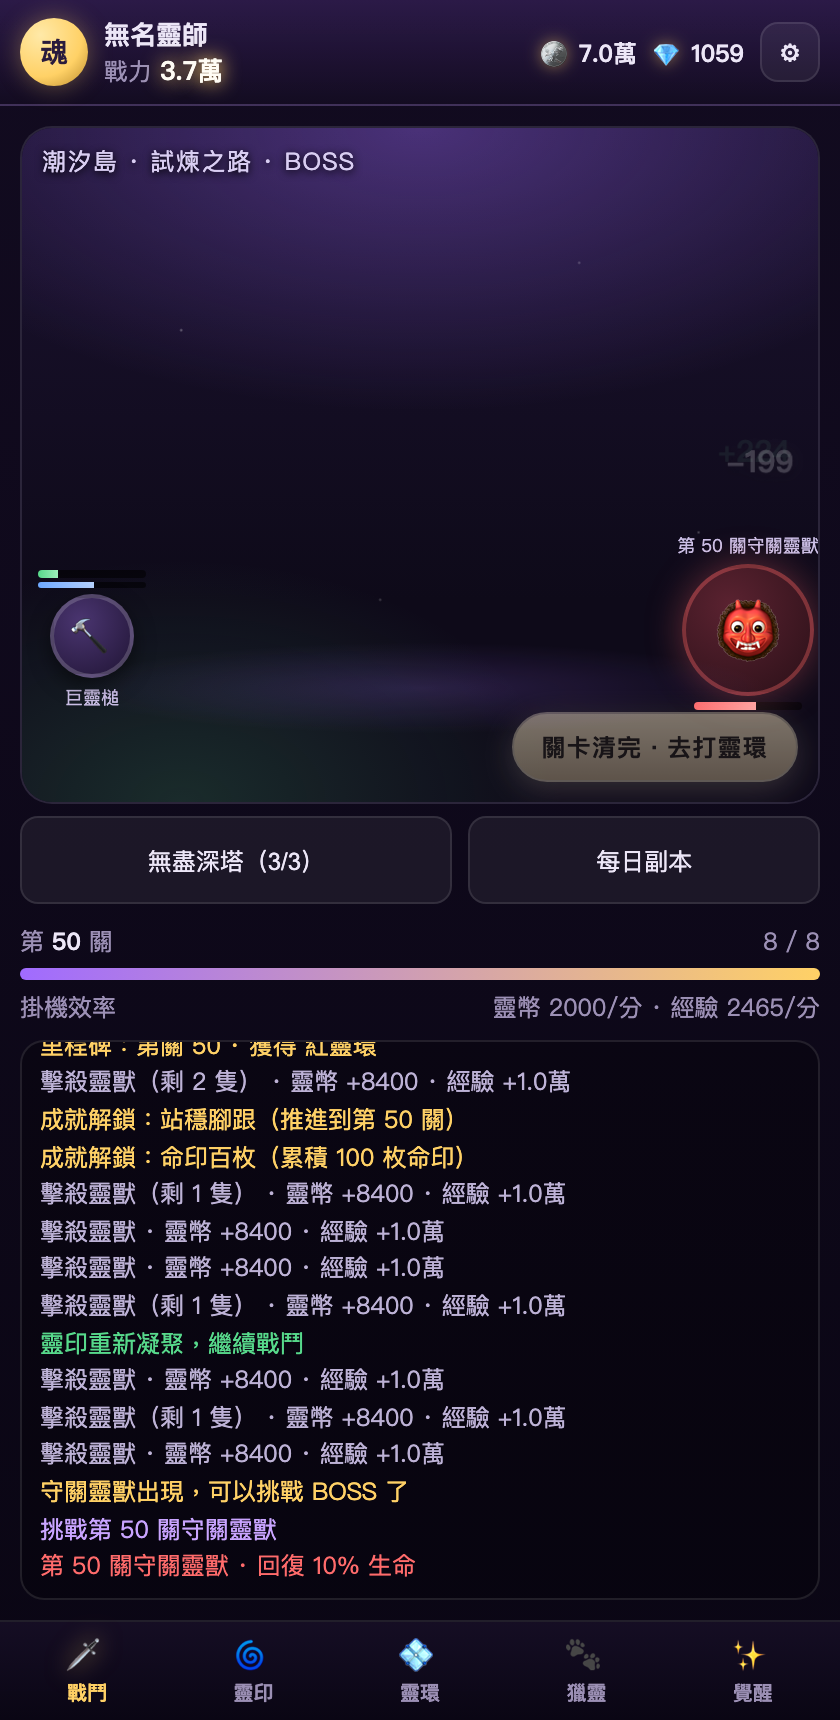 魂
無名靈師
戰力 3.7萬
7.0萬
1059
潮汐島 · 試煉之路 · BOSS
−199
第 50 關守關靈獸
巨靈槌
關卡清完 · 去打靈環
無盡深塔（3/3）
每日副本
第 50 關
8 / 8
掛機效率
靈幣 2000/分 · 經驗 2465/分
里程碑：第關 50 · 獲得 紅靈環
擊殺靈獸（剩 2 隻） · 靈幣 +8400 · 經驗 +1.0萬
成就解鎖：站穩腳跟（推進到第 50 關）
成就解鎖：命印百枚（累積 100 枚命印）
擊殺靈獸（剩 1 隻） · 靈幣 +8400 · 經驗 +1.0萬
擊殺靈獸 · 靈幣 +8400 · 經驗 +1.0萬
擊殺靈獸 · 靈幣 +8400 · 經驗 +1.0萬
擊殺靈獸（剩 1 隻） · 靈幣 +8400 · 經驗 +1.0萬
靈印重新凝聚，繼續戰鬥
擊殺靈獸 · 靈幣 +8400 · 經驗 +1.0萬
擊殺靈獸（剩 1 隻） · 靈幣 +8400 · 經驗 +1.0萬
擊殺靈獸 · 靈幣 +8400 · 經驗 +1.0萬
守關靈獸出現，可以挑戰 BOSS 了
挑戰第 50 關守關靈獸
第 50 關守關靈獸 · 回復 10% 生命
戰鬥
靈印
靈環
獵靈
覺醒